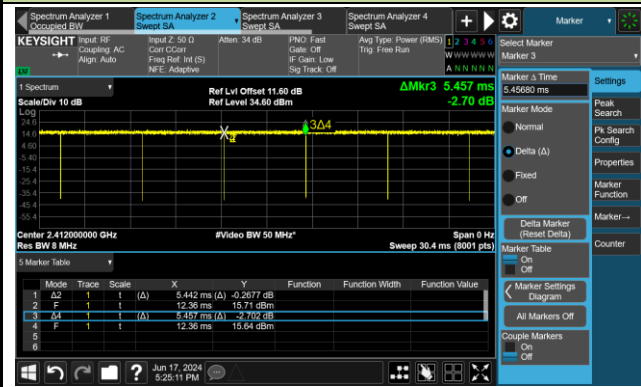 Spectrum Analyzer 1
Occupied BW
Spectrum Analyzer 2
Swept SA
Spectrum Analyzer 3
Swept SA
Spectrum Analyzer 4
Swept SA
Marker
KEYSIGHT
Input: RF
Coupling: AC
Align: Auto
Input Z: 50 Ω
Corr CCorr
Freq Ref: Int (S)
NFE: Adaptive
Atten: 34 dB
PNO: Fast
Gate: Off
IF Gain: Low
Sig Track: Off
Avg Type: Power (RMS)
Trig: Free Run
1 2 3 4 5 6
W W W W W W
A N N N N N
LXI
Select Marker
Marker 3
1 Spectrum
Scale/Div 10 dB
Ref Lvl Offset 11.60 dB
Ref Level 34.60 dBm
ΔMkr3 5.457 ms
-2.70 dB
Log
24.6
14.6
4.60
-5.40
-15.4
-25.4
-35.4
-45.4
-55.4
3Δ4
Center 2.412000000 GHz
Res BW 8 MHz
#Video BW 50 MHz*
Span 0 Hz
Sweep 30.4 ms (8001 pts)
5 Marker Table
Mode Trace Scale X Y Function Function Width Function Value
1 Δ2 1 t (Δ) 5.442 ms (Δ) -0.2677 dB
2 F 1 t 12.36 ms 15.71 dBm
3 Δ4 1 t (Δ) 5.457 ms (Δ) -2.702 dB
4 F 1 t 12.36 ms 15.64 dBm
5
6
Marker Δ Time
5.45680 ms
Marker Mode
Normal
Delta (Δ)
Fixed
Off
Delta Marker
(Reset Delta)
Marker Table
On
Off
Marker Settings
Diagram
All Markers Off
Couple Markers
On
Off
Settings
Peak
Search
Pk Search
Config
Properties
Marker
Function
Marker→
Counter
?
Jun 17, 2024
5:25:11 PM